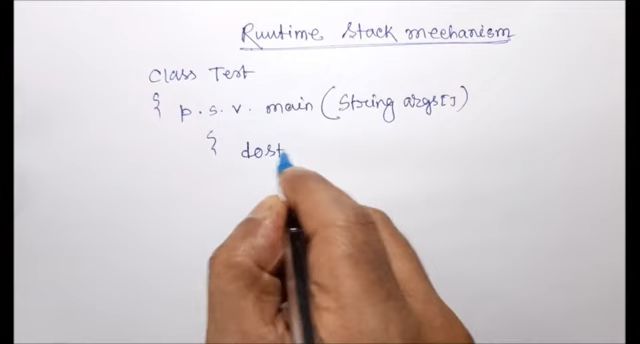 Runtime Stack mechanism
Class Test
{ p. s. v. main (String args[])
{ dost